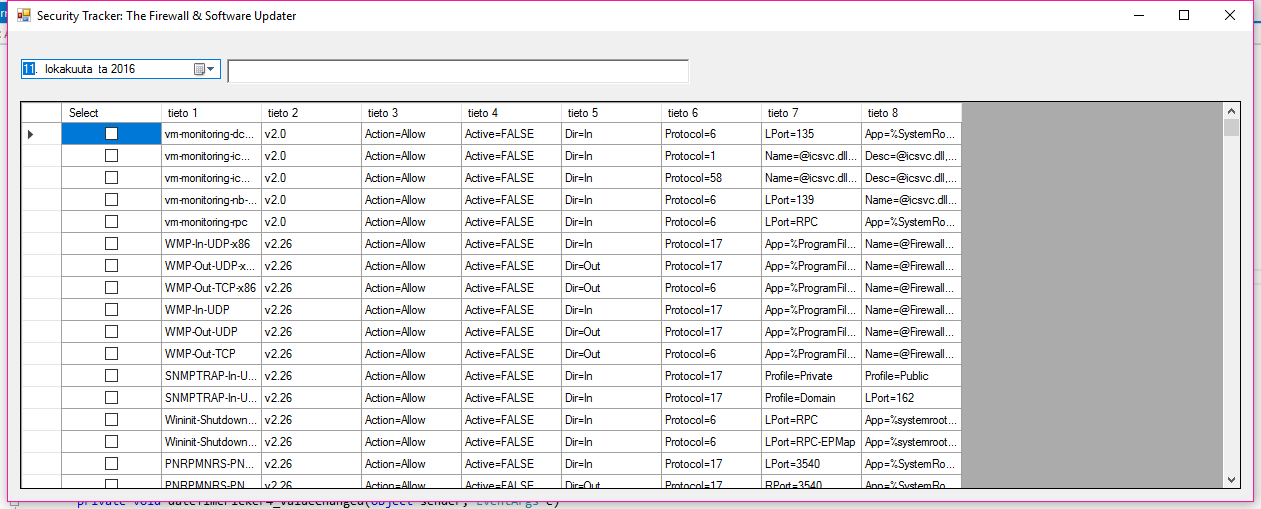 Security Tracker: The Firewall & Software Updater
11. lokakuuta ta 2016
Select tieto 1 tieto 2 tieto 3 tieto 4 tieto 5 tieto 6 tieto 7 tieto 8
vm-monitoring-dc... v2.0 Action=Allow Active=FALSE Dir=In Protocol=6 LPort=135 App=%SystemRo...
vm-monitoring-ic... v2.0 Action=Allow Active=FALSE Dir=In Protocol=1 Name=@icsvc.dll... Desc=@icsvc.dll,...
vm-monitoring-ic... v2.0 Action=Allow Active=FALSE Dir=In Protocol=58 Name=@icsvc.dll... Desc=@icsvc.dll,...
vm-monitoring-nb-... v2.0 Action=Allow Active=FALSE Dir=In Protocol=6 LPort=139 Name=@icsvc.dll...
vm-monitoring-rpc v2.0 Action=Allow Active=FALSE Dir=In Protocol=6 LPort=RPC App=%SystemRo...
WMP-In-UDP-x86 v2.26 Action=Allow Active=FALSE Dir=In Protocol=17 App=%ProgramFil... Name=@Firewall...
WMP-Out-UDP-x... v2.26 Action=Allow Active=FALSE Dir=Out Protocol=17 App=%ProgramFil... Name=@Firewall...
WMP-Out-TCP-x86 v2.26 Action=Allow Active=FALSE Dir=Out Protocol=6 App=%ProgramFil... Name=@Firewall...
WMP-In-UDP v2.26 Action=Allow Active=FALSE Dir=In Protocol=17 App=%ProgramFil... Name=@Firewall...
WMP-Out-UDP v2.26 Action=Allow Active=FALSE Dir=Out Protocol=17 App=%ProgramFil... Name=@Firewall...
WMP-Out-TCP v2.26 Action=Allow Active=FALSE Dir=Out Protocol=6 App=%ProgramFil... Name=@Firewall...
SNMPTRAP-In-U... v2.26 Action=Allow Active=FALSE Dir=In Protocol=17 Profile=Private Profile=Public
SNMPTRAP-In-U... v2.26 Action=Allow Active=FALSE Dir=In Protocol=17 Profile=Domain LPort=162
Wininit-Shutdown... v2.26 Action=Allow Active=FALSE Dir=In Protocol=6 LPort=RPC App=%systemroot...
Wininit-Shutdown... v2.26 Action=Allow Active=FALSE Dir=In Protocol=6 LPort=RPC-EPMap App=%systemroot...
PNRPMNRS-PN... v2.26 Action=Allow Active=FALSE Dir=In Protocol=17 LPort=3540 App=%SystemRo...
PNRPMNRS-PN... v2.26 Action=Allow Active=FALSE Dir=Out Protocol=17 RPort=3540 App=%SystemRo...
private void dateTimePicker4_ValueChanged(object sender, EventArgs e)